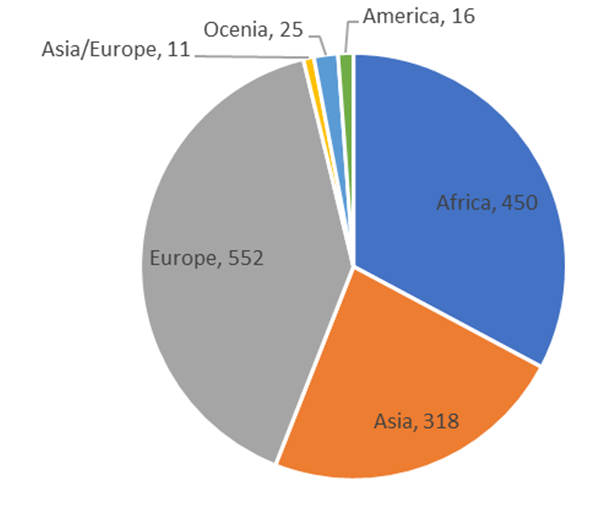 America, 16
Ocenia, 25
Asia/Europe, 11
Africa, 450
Europe, 552
Asia, 318